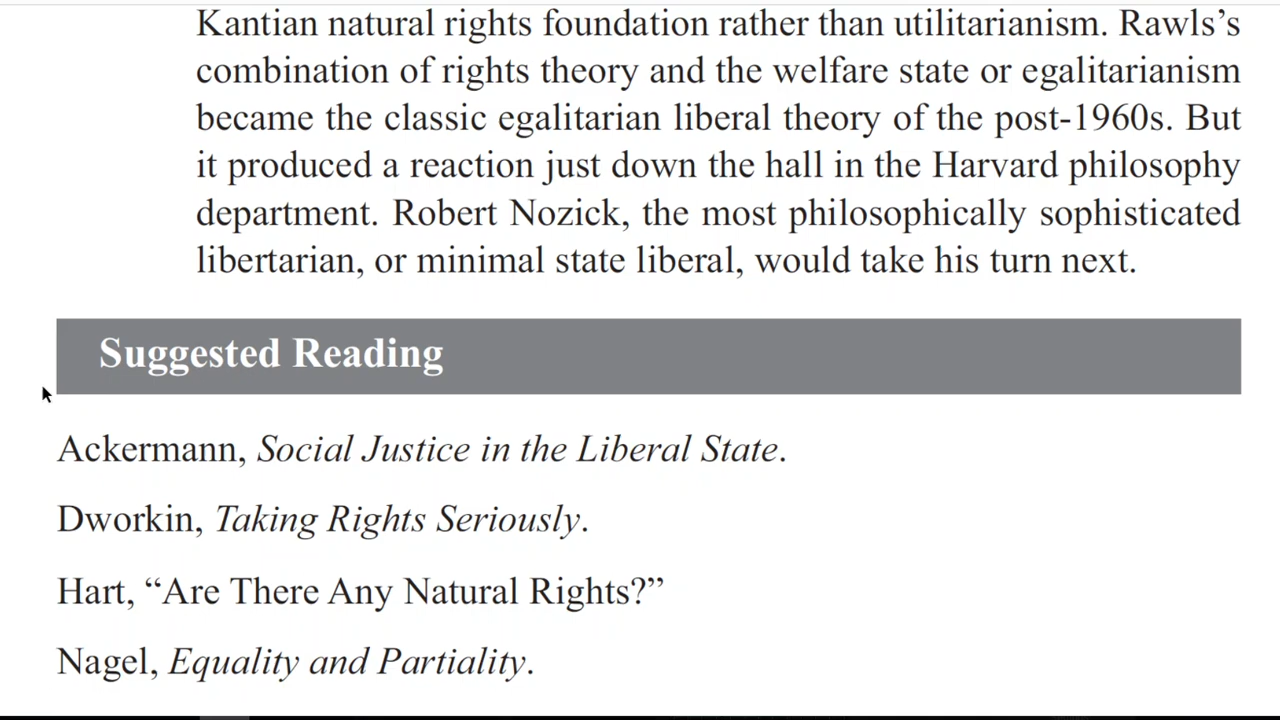 Kantian natural rights foundation rather than utilitarianism. Rawls’s
combination of rights theory and the welfare state or egalitarianism
became the classic egalitarian liberal theory of the post-1960s. But
it produced a reaction just down the hall in the Harvard philosophy
department. Robert Nozick, the most philosophically sophisticated
libertarian, or minimal state liberal, would take his turn next.
Suggested Reading
Ackermann, Social Justice in the Liberal State.
Dworkin, Taking Rights Seriously.
Hart, “Are There Any Natural Rights?”
Nagel, Equality and Partiality.